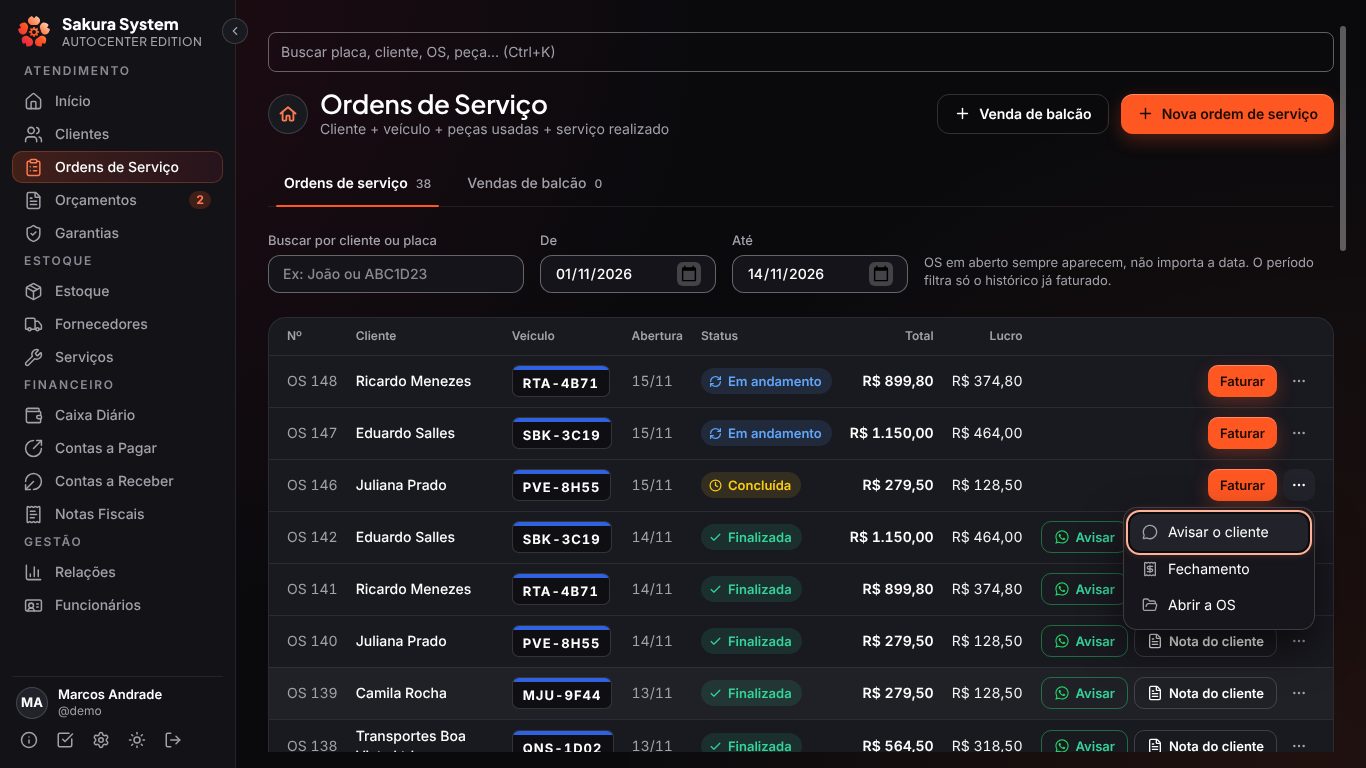 Sakura System
AUTOCENTER EDITION
ATENDIMENTO
Início
Clientes
Ordens de Serviço
Orçamentos 2
Garantias
ESTOQUE
Estoque
Fornecedores
Serviços
FINANCEIRO
Caixa Diário
Contas a Pagar
Contas a Receber
Notas Fiscais
GESTÃO
Relações
Funcionários
MA
Marcos Andrade
@demo
Buscar placa, cliente, OS, peça... (Ctrl+K)
Ordens de Serviço
Cliente + veículo + peças usadas + serviço realizado
+ Venda de balcão
+ Nova ordem de serviço
Ordens de serviço 38
Vendas de balcão 0
Buscar por cliente ou placa
Ex: João ou ABC1D23
De
01/11/2026
Até
14/11/2026
OS em aberto sempre aparecem, não importa a data. O período
filtra só o histórico já faturado.
Nº Cliente Veículo Abertura Status Total Lucro
OS 148 Ricardo Menezes RTA-4B71 15/11 Em andamento R$ 899,80 R$ 374,80 Faturar ...
OS 147 Eduardo Salles SBK-3C19 15/11 Em andamento R$ 1.150,00 R$ 464,00 Faturar ...
OS 146 Juliana Prado PVE-8H55 15/11 Concluída R$ 279,50 R$ 128,50 Faturar ...
OS 142 Eduardo Salles SBK-3C19 14/11 Finalizada R$ 1.150,00 R$ 464,00 Avisar
OS 141 Ricardo Menezes RTA-4B71 14/11 Finalizada R$ 899,80 R$ 374,80 Avisar
OS 140 Juliana Prado PVE-8H55 14/11 Finalizada R$ 279,50 R$ 128,50 Avisar Nota do cliente ...
OS 139 Camila Rocha MJU-9F44 13/11 Finalizada R$ 279,50 R$ 128,50 Avisar Nota do cliente ...
OS 138 Transportes Boa QNS-1D02 13/11 Finalizada R$ 564,50 R$ 318,50 Avisar Nota do cliente ...
Avisar o cliente
Fechamento
Abrir a OS